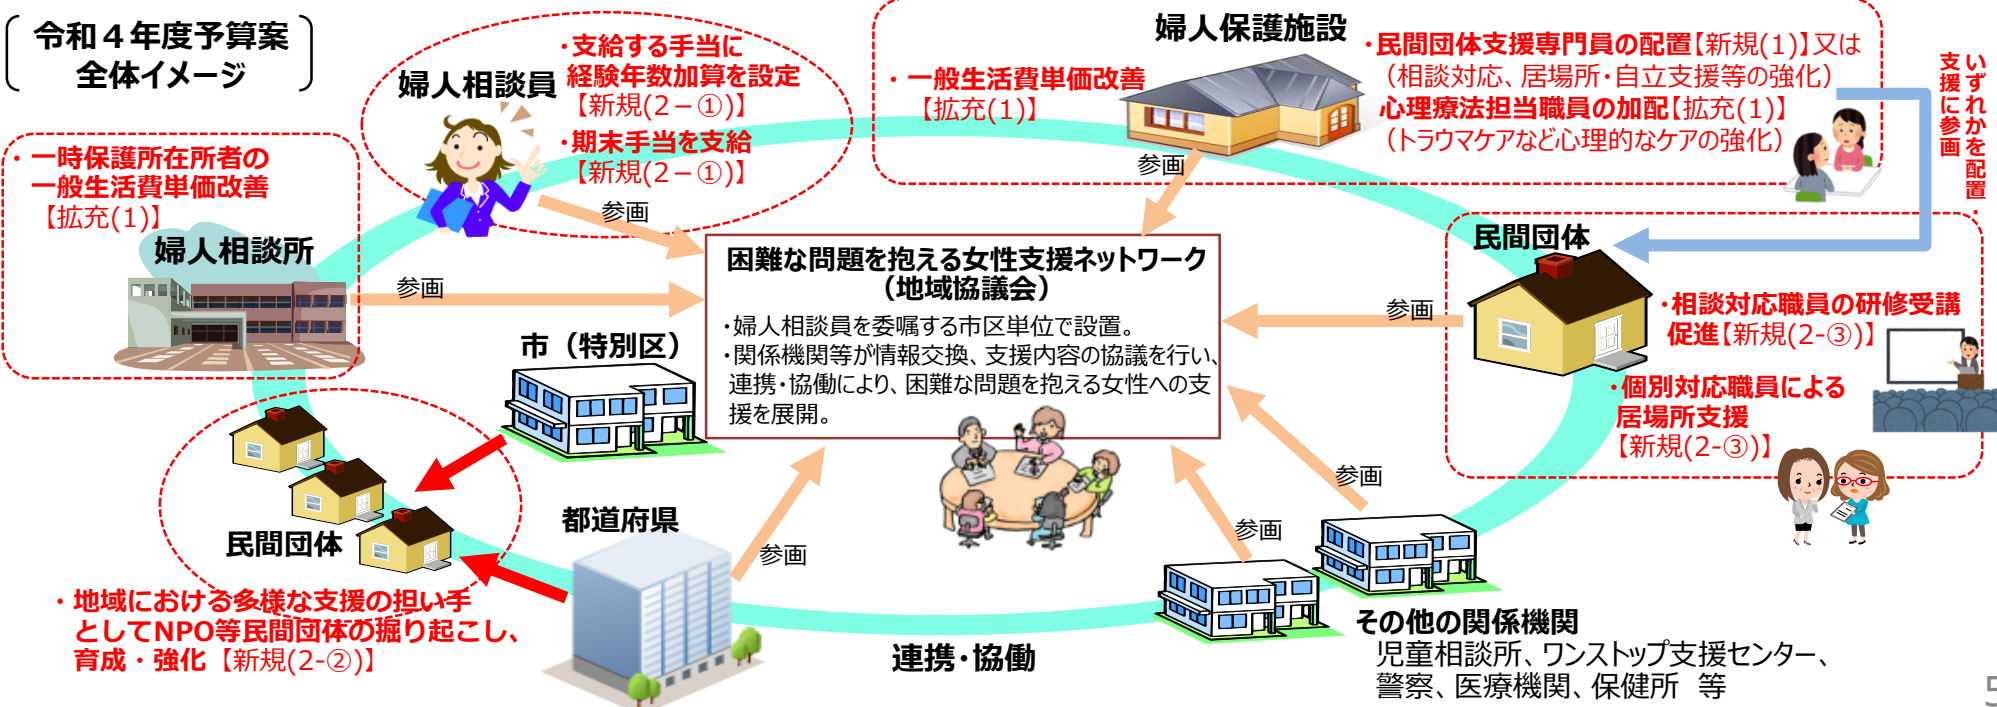 令和４年度予算案
全体イメージ
婦人相談員
・支給する手当に
経験年数加算を設定
【新規(2－①)】
・期末手当を支給
【新規(2－①)】
婦人保護施設
・一般生活費単価改善
【拡充(1)】
・民間団体支援専門員の配置【新規(1)】又は
（相談対応、居場所・自立支援等の強化）
心理療法担当職員の加配【拡充(1)】
（トラウマケアなど心理的なケアの強化）
いずれかを配置・
支援に参画
・一時保護所在所者の
一般生活費単価改善
【拡充(1)】
婦人相談所
参画
参画
参画
困難な問題を抱える女性支援ネットワーク
（地域協議会）
・婦人相談員を委嘱する市区単位で設置。
・関係機関等が情報交換、支援内容の協議を行い、
連携・協働により、困難な問題を抱える女性への支
援を展開。
参画
民間団体
・相談対応職員の研修受講
促進【新規(2-③)】
・個別対応職員による
居場所支援
【新規(2-③)】
市（特別区）
民間団体
都道府県
参画
参画
参画
・地域における多様な支援の担い手
としてNPO等民間団体の掘り起こし、
育成・強化【新規(2-②)】
連携・協働
その他の関係機関
児童相談所、ワンストップ支援センター、
警察、医療機関、保健所 等
5